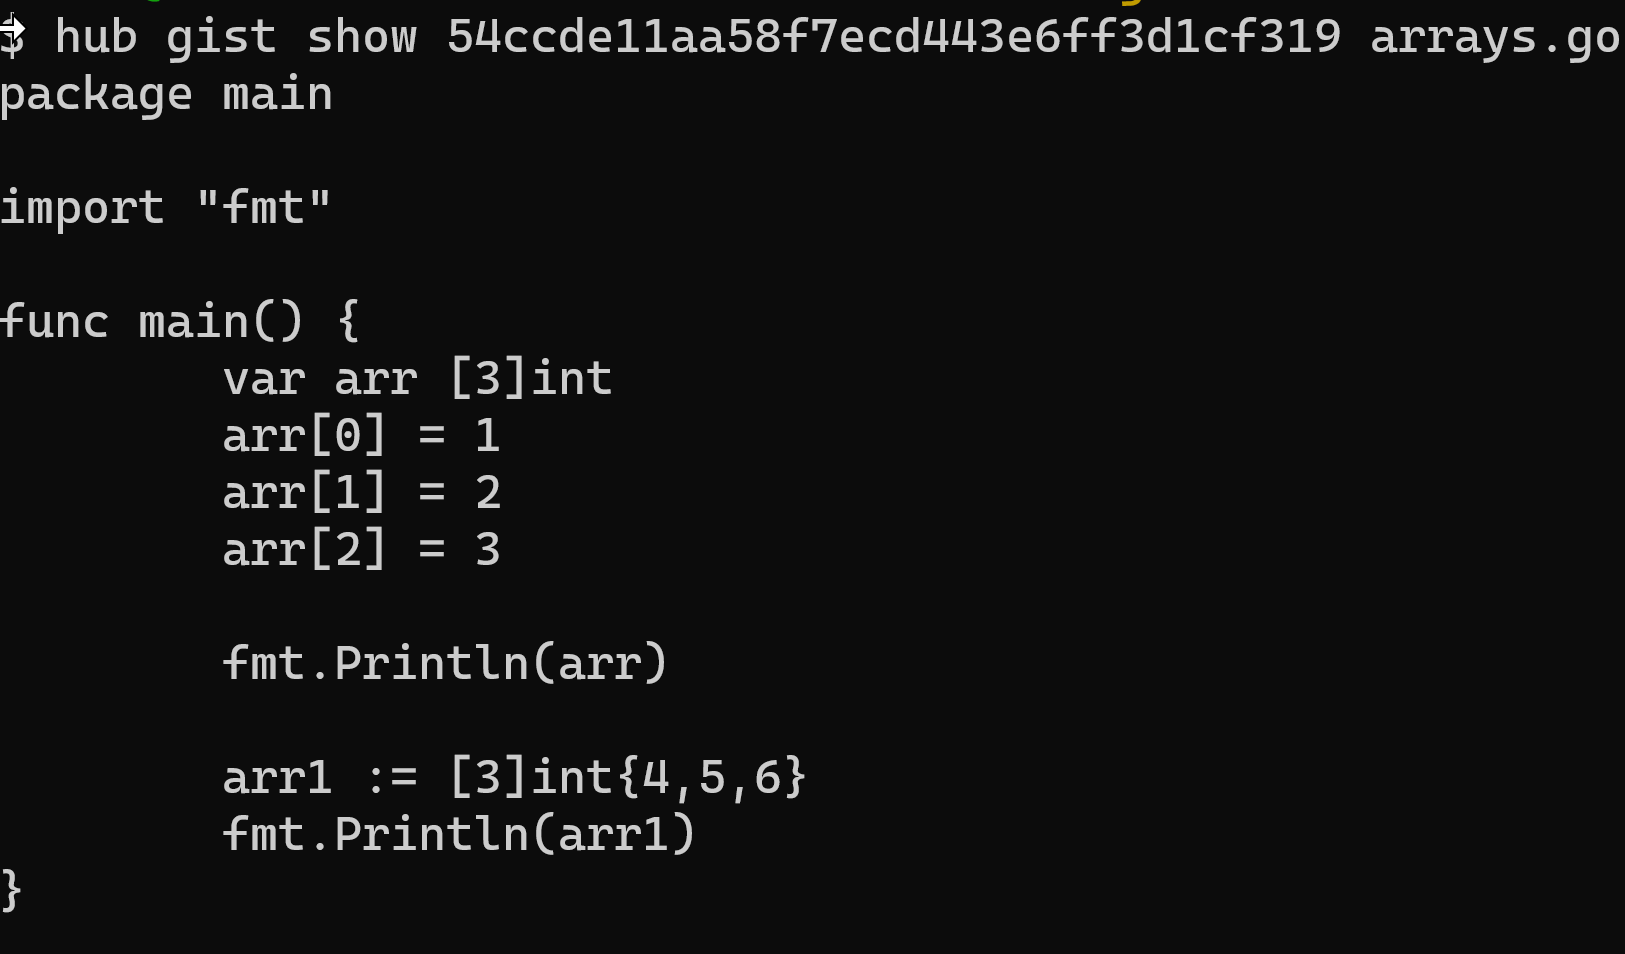 $ hub gist show 54ccde11aa58f7ecd443e6ff3d1cf319 arrays.go
package main

import "fmt"

func main() {
        var arr [3]int
        arr[0] = 1
        arr[1] = 2
        arr[2] = 3

        fmt.Println(arr)

        arr1 := [3]int{4,5,6}
        fmt.Println(arr1)
}